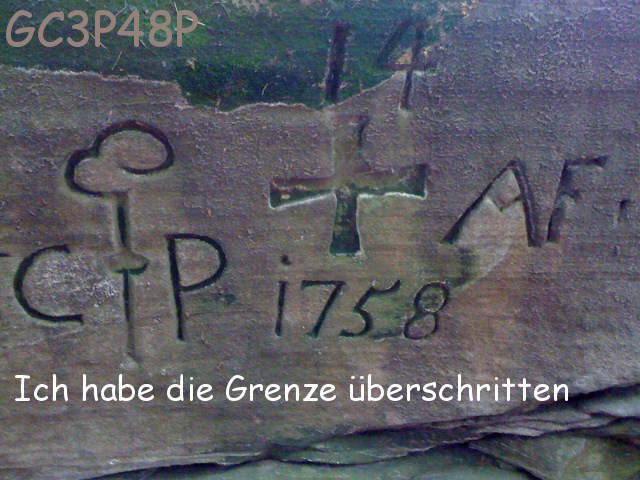 GC3P48P
14
C P
AF.
1758
Ich habe die Grenze überschritten